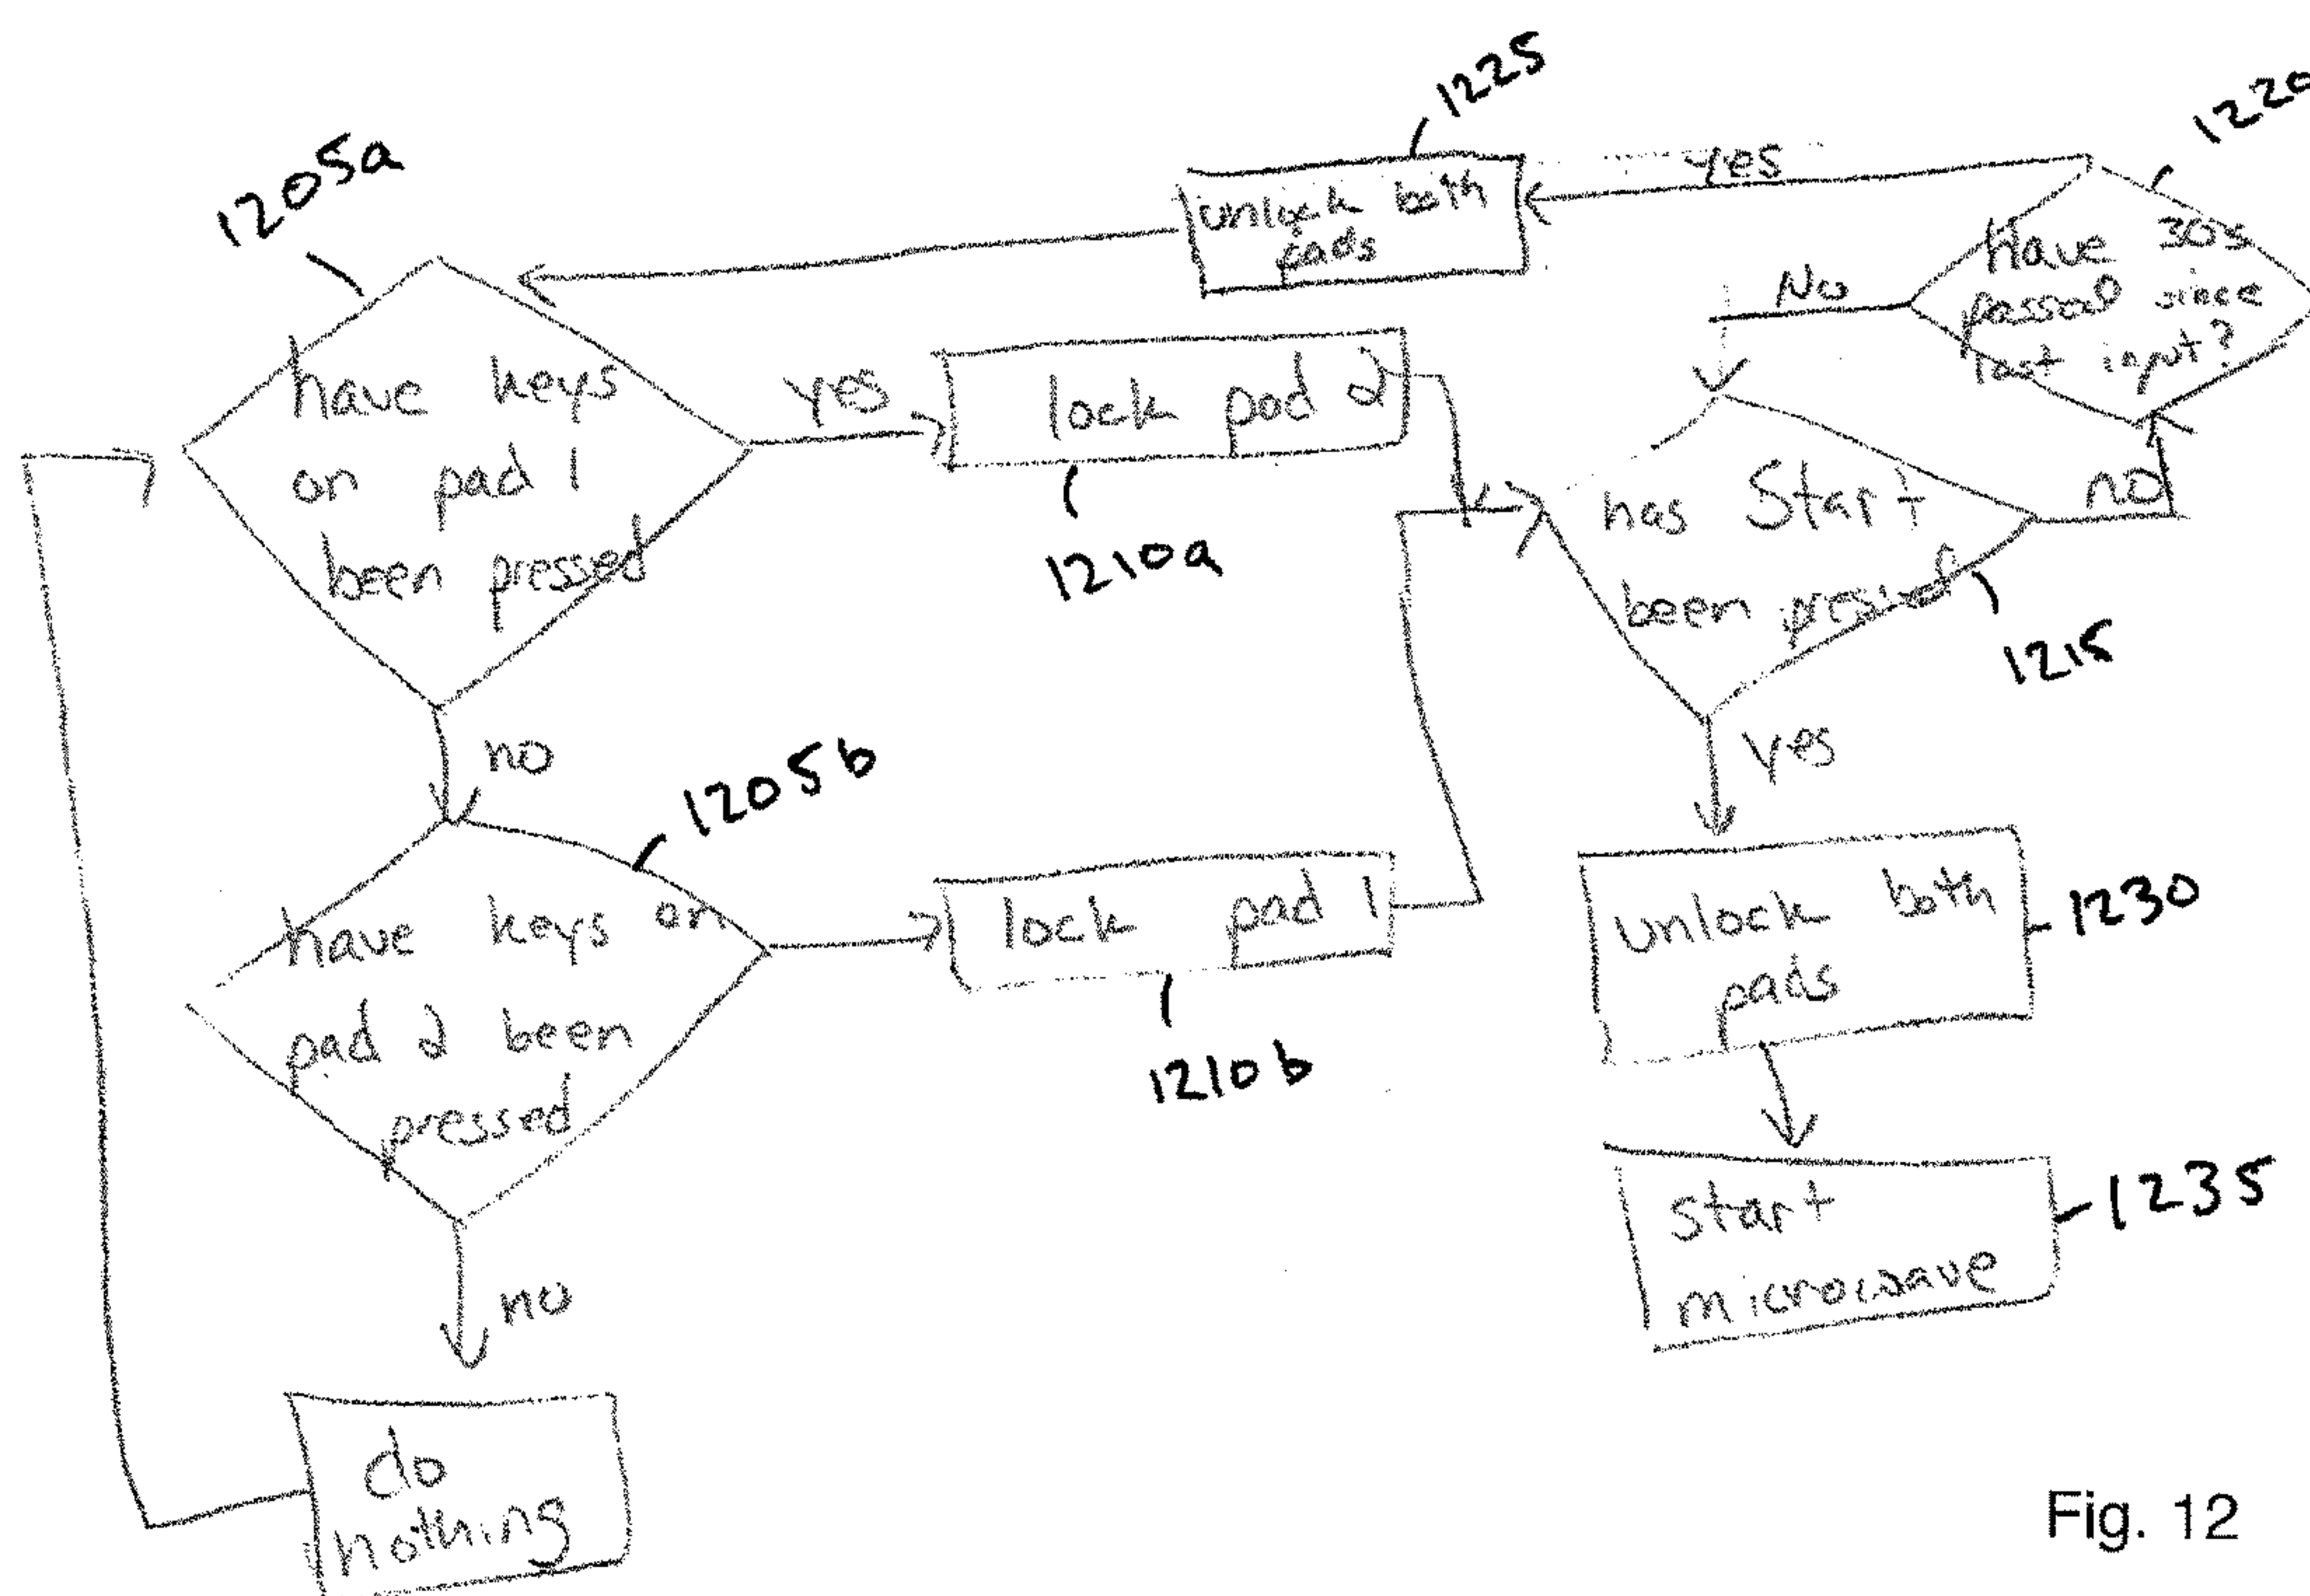 1225
1220
1205a
yes
unlock both
pads
Have 30s
passed since
last input?
No
have keys
on pad 1
been pressed
yes
lock pad 2
1210a
has Start
been pressed
no
1215
no
yes
1205b
have keys on
pad 2 been
pressed
lock pad 1
1210b
unlock both
pads
1230
start
microwave
1235
no
do
nothing
Fig. 12